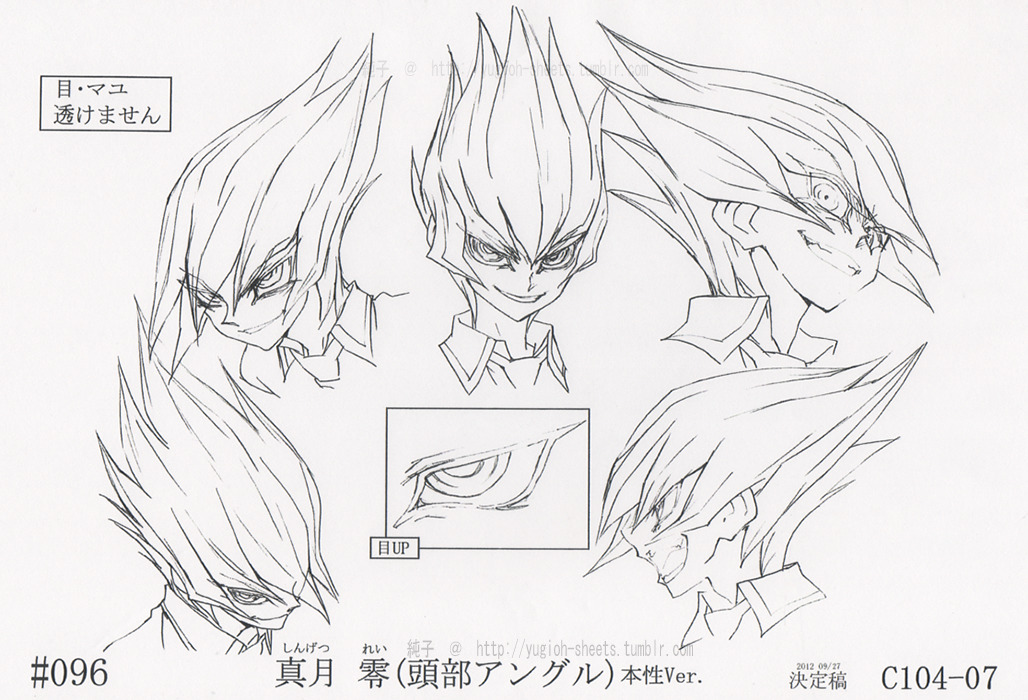 純子 @ http://yugioh-sheets.tumblr.com
目・マユ
透けません
目UP
純子 @ http://yugioh-sheets.tumblr.com
#096
しんげつ れい
真月 零(頭部アングル)本性Ver.
2012 09/27
決定稿
C104-07